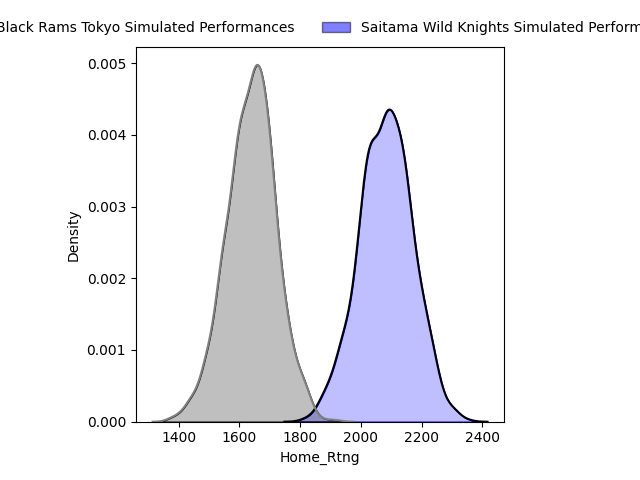 Black Rams Tokyo Simulated Performances
Saitama Wild Knights Simulated Perform
0.005
0.004
0.003
0.002
0.001
0.000
Density
1400 1600 1800 2000 2200 2400
Home_Rtng